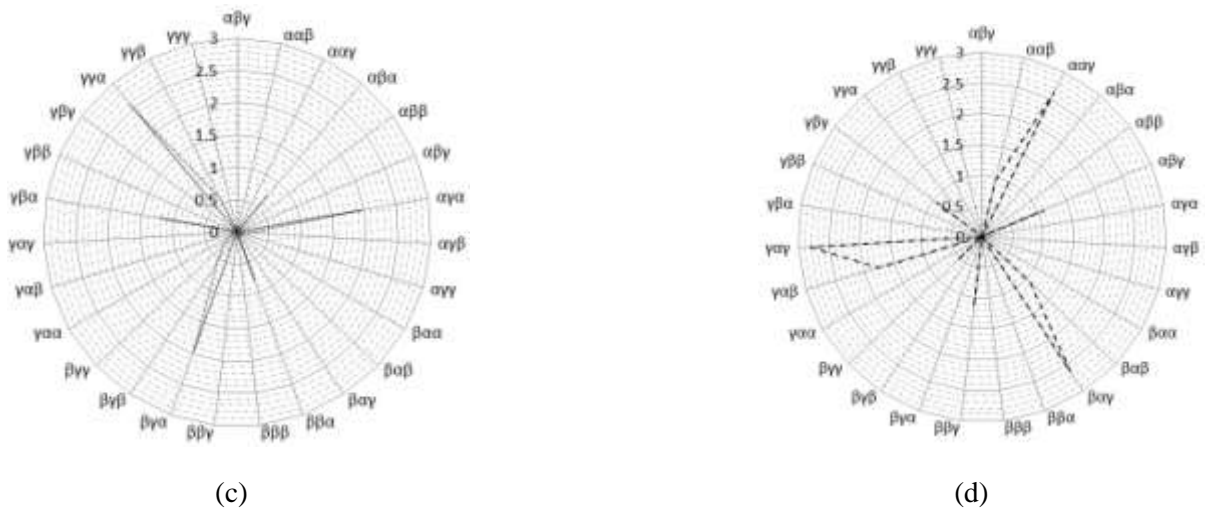 αβγ
ααβ
ααγ
αβα
αββ
αβγ
αγα
αγβ
αγγ
βαα
βαβ
βαγ
ββα
βββ
ββγ
βγα
βγβ
βγγ
γαα
γαβ
γαγ
γβα
γββ
γβγ
γγα
γγβ
γγγ
3
2.5
2
1.5
1
0.5
0
(c)
αβγ
ααβ
ααγ
αβα
αββ
αβγ
αγα
αγβ
αγγ
βαα
βαβ
βαγ
ββα
βββ
ββγ
βγα
βγβ
βγγ
γαα
γαβ
γαγ
γβα
γββ
γβγ
γγα
γγβ
γγγ
3
2.5
2
1.5
1
0.5
0
(d)